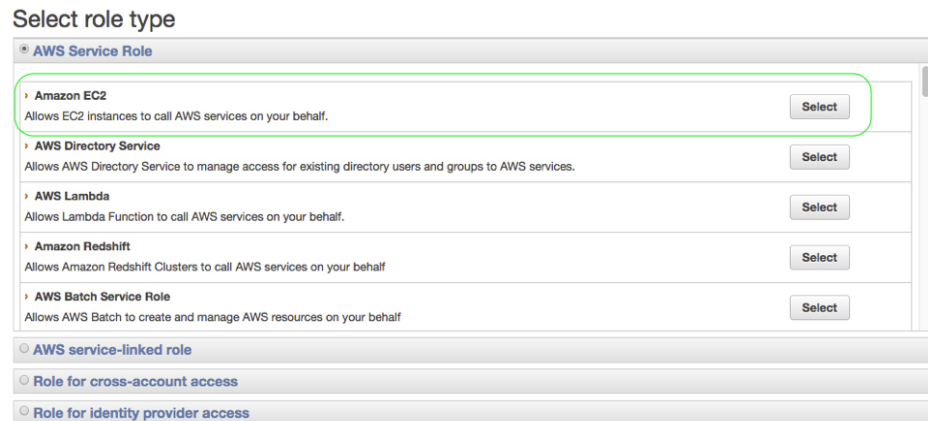 Select role type
AWS Service Role
Amazon EC2
Select
Allows EC2 instances to call AWS services on your behalf.
AWS Directory Service
Select
Allows AWS Directory Service to manage access for existing directory users and groups to AWS services.
AWS Lambda
Select
Allows Lambda Function to call AWS services on your behalf.
Amazon Redshift
Select
Allows Amazon Redshift Clusters to call AWS services on your behalf
AWS Batch Service Role
Select
Allows AWS Batch to create and manage AWS resources on your behalf
AWS service-linked role
Role for cross-account access
Role for identity provider access